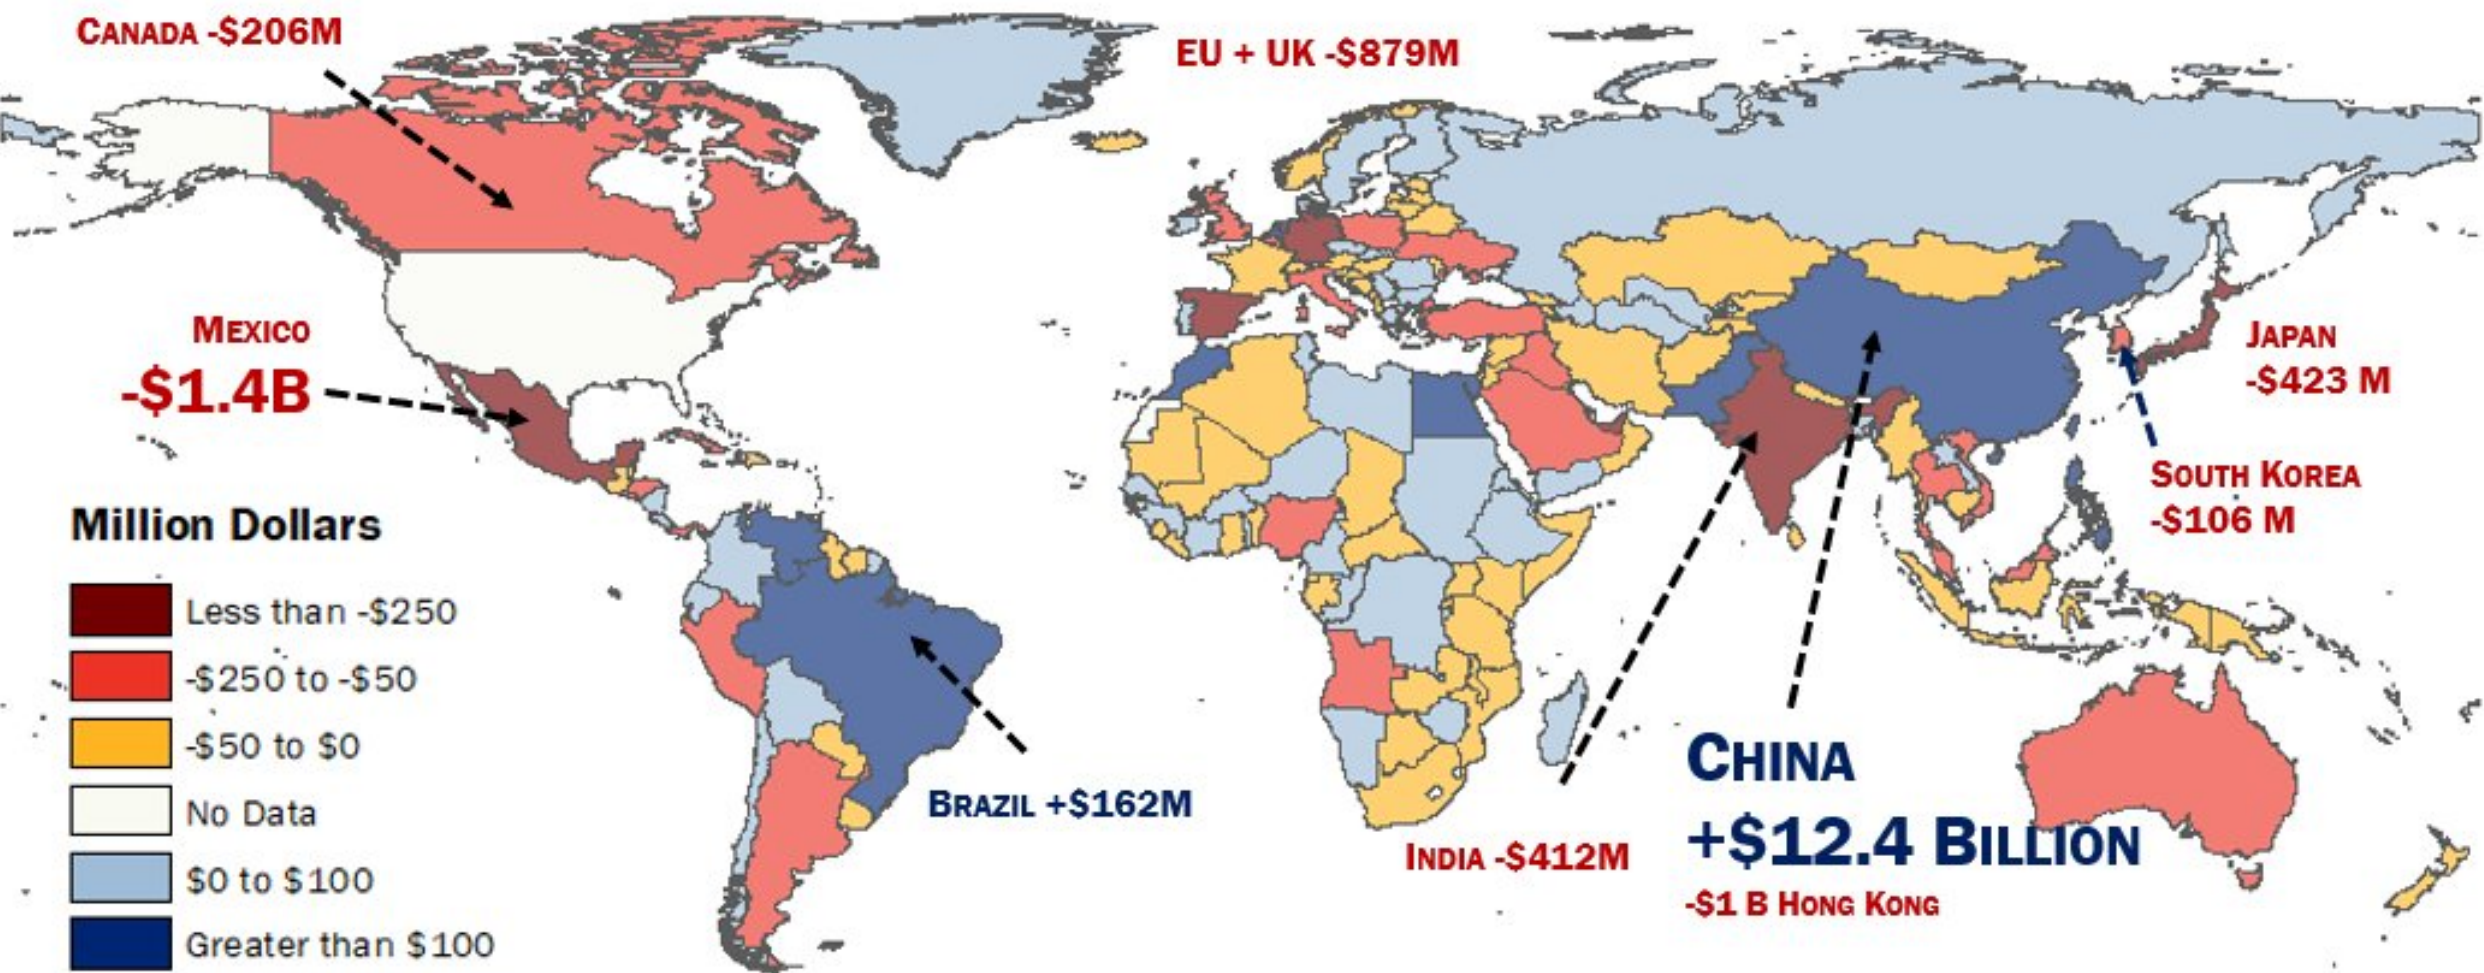 CANADA -$206M
EU + UK -$879M
MEXICO
-$1.4B
JAPAN
-$423 M
SOUTH KOREA
-$106 M
Million Dollars
Less than -$250
-$250 to -$50
-$50 to $0
No Data
$0 to $100
Greater than $100
BRAZIL +$162M
INDIA -$412M
CHINA
+$12.4 BILLION
-$1 B HONG KONG